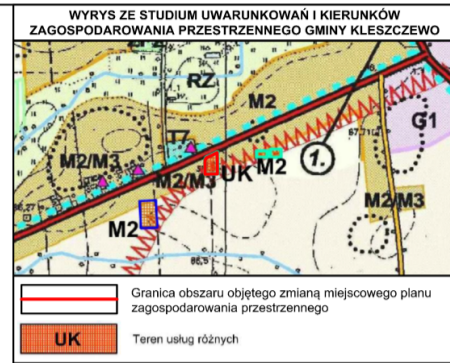 WYRYS ZE STUDIUM UWARUNKOWAŃ I KIERUNKÓW
ZAGOSPODAROWANIA PRZESTRZENNEGO GMINY KLESZCZEWO
RZ
M2
G1
T7
1.
M2/M3
UK
M2
M2/M3
M2/M3
M2
Granica obszaru objętego zmianą miejscowego planu
zagospodarowania przestrzennego
UK
Teren usług różnych